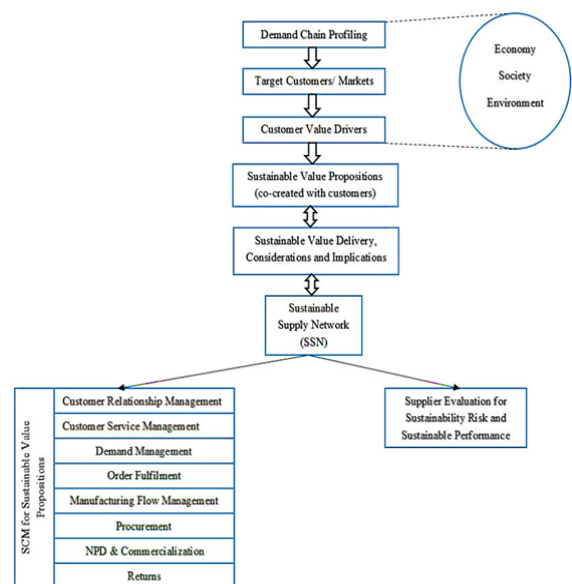 Demand Chain Profiling
Target Customers/ Markets
Customer Value Drivers
Economy
Society
Environment
Sustainable Value Propositions
(co-created with customers)
Sustainable Value Delivery,
Considerations and Implications
Sustainable
Supply Network
(SSN)
SCM for Sustainable Value
Propositions
Customer Relationship Management
Customer Service Management
Demand Management
Order Fulfilment
Manufacturing Flow Management
Procurement
NPD & Commercialization
Returns
Supplier Evaluation for
Sustainability Risk and
Sustainable Performance